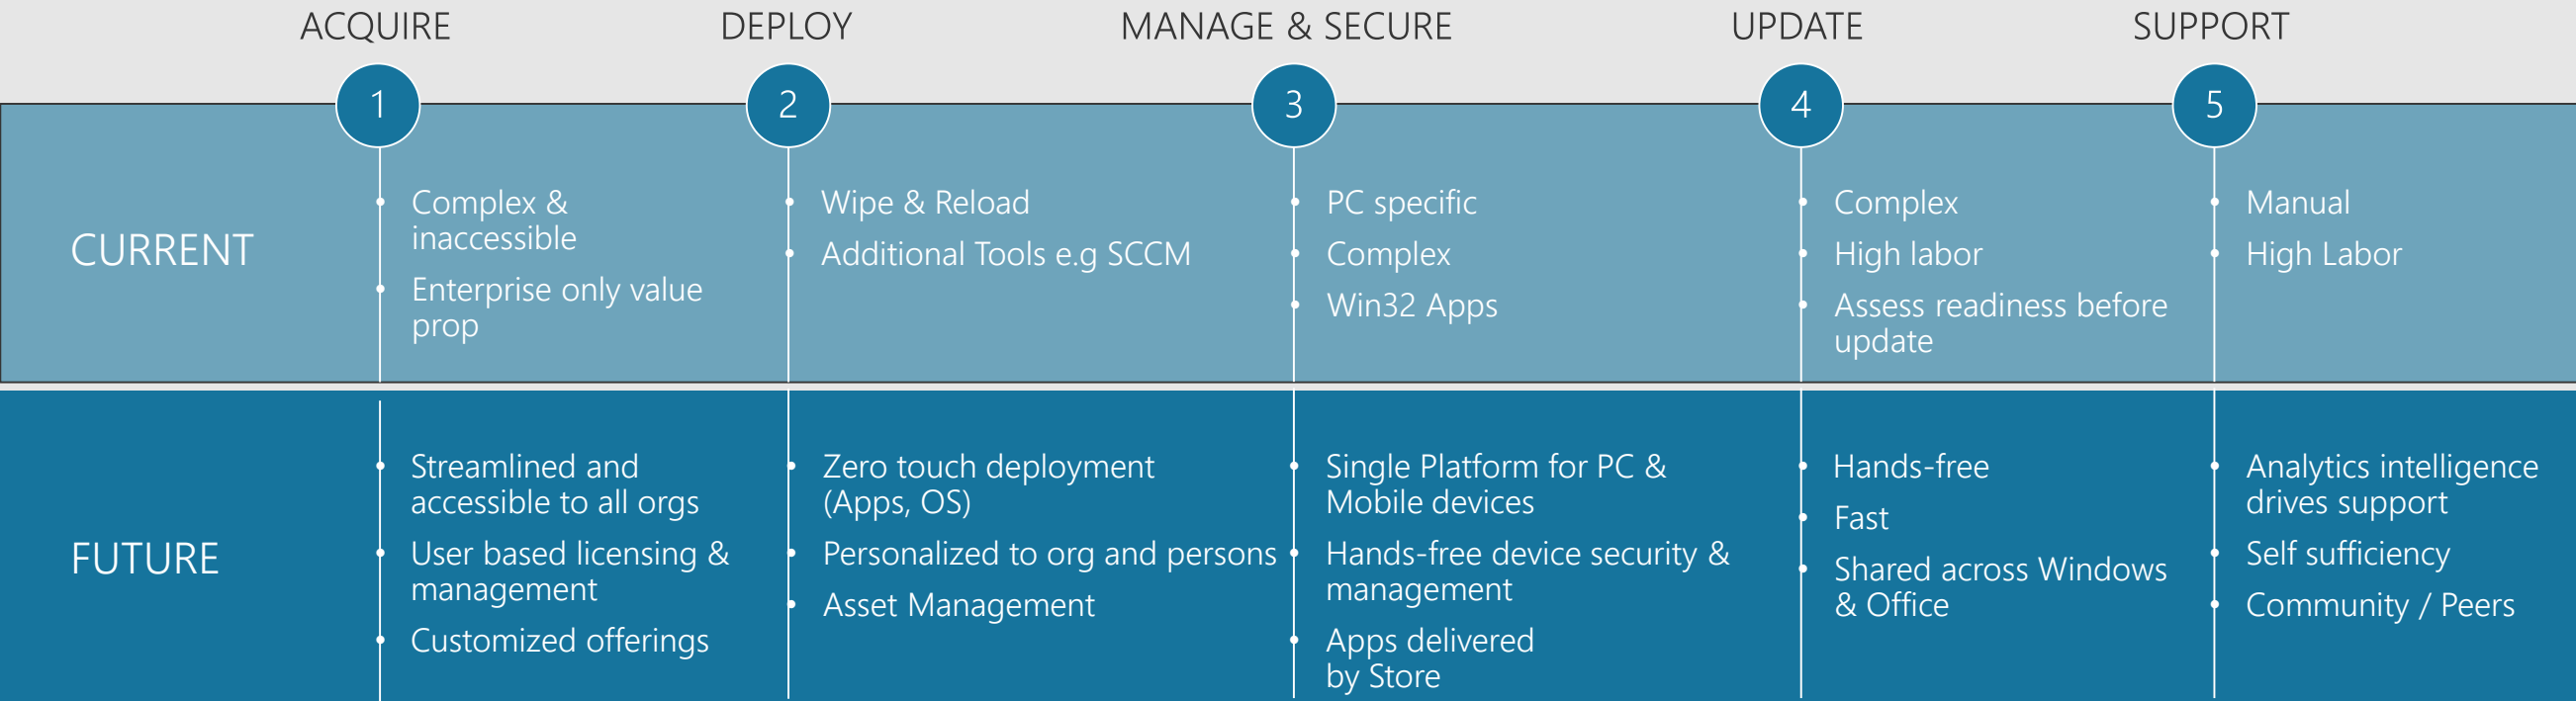 ACQUIRE
DEPLOY
MANAGE & SECURE
UPDATE
SUPPORT
1
2
3
4
5
CURRENT
Complex &
inaccessible
Enterprise only value
prop
Wipe & Reload
Additional Tools e.g SCCM
PC specific
Complex
Win32 Apps
Complex
High labor
Assess readiness before
update
Manual
High Labor
FUTURE
Streamlined and
accessible to all orgs
User based licensing &
management
Customized offerings
Zero touch deployment
(Apps, OS)
Personalized to org and persons
Asset Management
Single Platform for PC &
Mobile devices
Hands-free device security &
management
Apps delivered
by Store
Hands-free
Fast
Shared across Windows
& Office
Analytics intelligence
drives support
Self sufficiency
Community / Peers